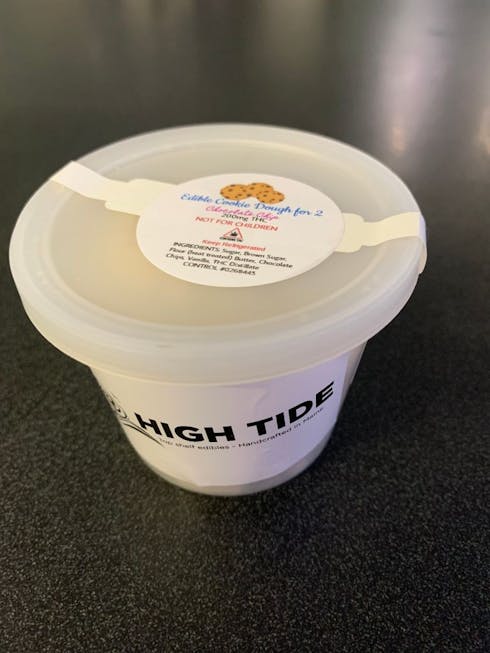 Edible Cookie Dough for 2
Chocolate Chip
200mg THC
NOT FOR CHILDREN
Keep Refrigerated
INGREDIENTS: Sugar, Brown Sugar,
Flour (heat treated) Butter, Chocolate
Chips, Vanilla, THC Distillate
CONTROL #0268445
HIGH TIDE
Top shelf edibles - Handcrafted in Maine